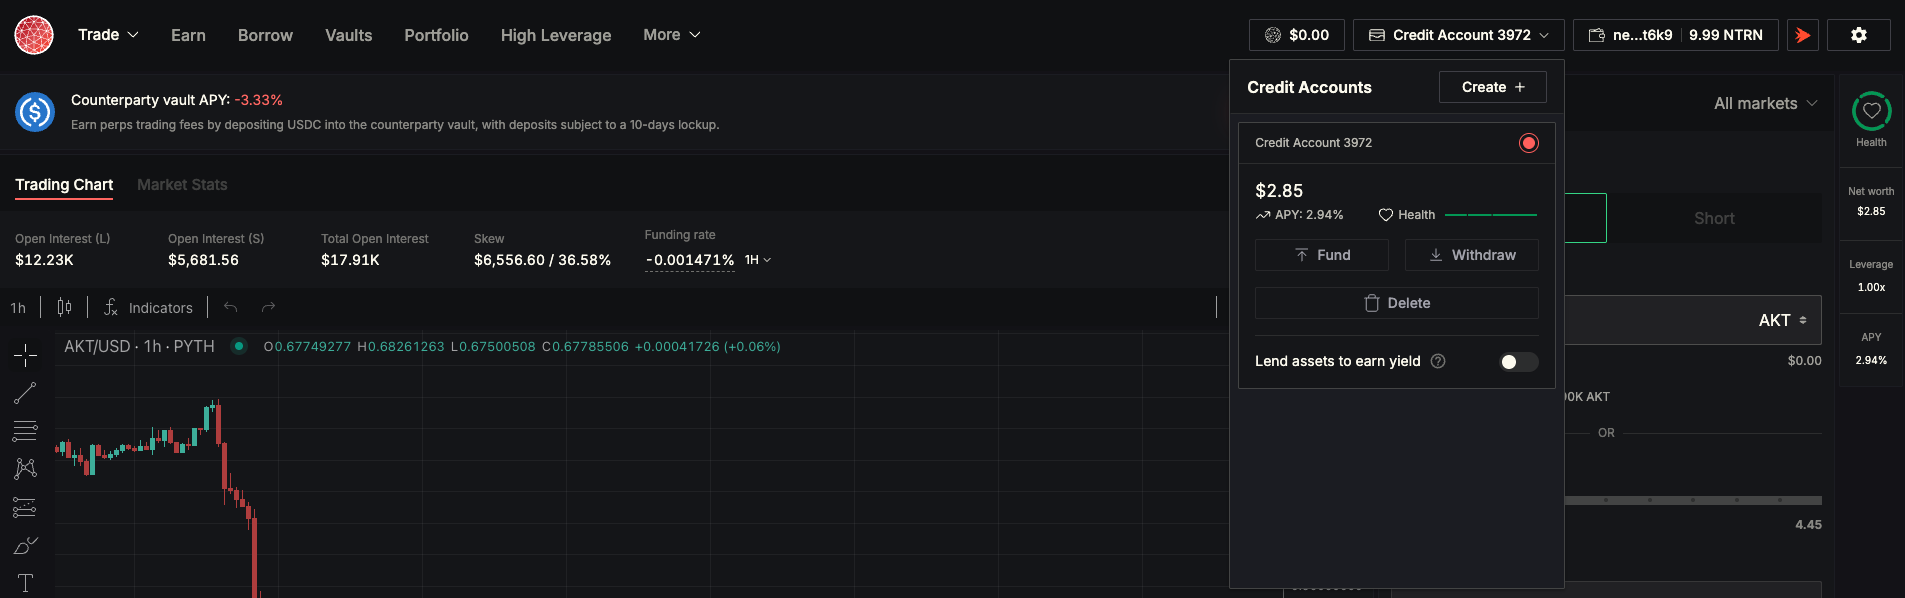 Trade Earn Borrow Vaults Portfolio High Leverage More $0.00 Credit Account 3972 ne...t6k9 9.99 NTRN
Counterparty vault APY: -3.33%
Earn perps trading fees by depositing USDC into the counterparty vault, with deposits subject to a 10-days lockup.
Credit Accounts Create +
All markets
Health
Credit Account 3972
Trading Chart Market Stats
$2.85
APY: 2.94% Health
Net worth
$2.85
Short
Open Interest (L) Open Interest (S) Total Open Interest Skew Funding rate
$12.23K $5,681.56 $17.91K $6,556.60 / 36.58% -0.001471% 1H
Fund Withdraw
Leverage
1.00x
Delete
1h Indicators
AKT
AKT/USD · 1h · PYTH O0.67749277 H0.68261263 L0.67500508 C0.67785506 +0.00041726 (+0.06%)
APY
2.94%
Lend assets to earn yield ?
$0.00
0K AKT
OR
4.45
T